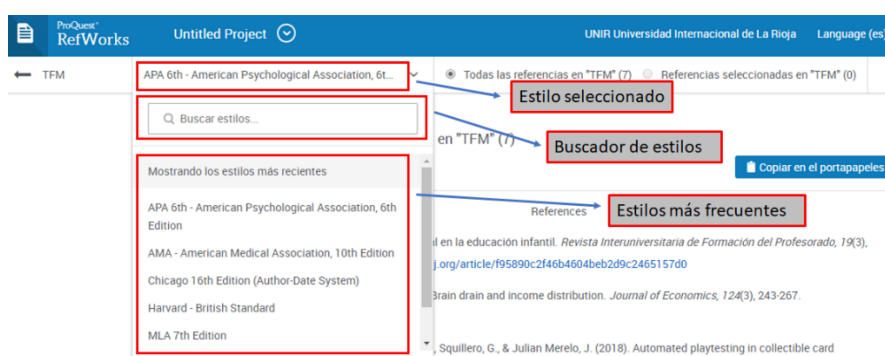 ProQuest®
RefWorks
Untitled Project
UNIR Universidad Internacional de La Rioja
Language (es)
TFM
APA 6th - American Psychological Association, 6t...
Todas las referencias en "TFM" (7)
Referencias seleccionadas en "TFM" (0)
Estilo seleccionado
Buscar estilos...
en "TFM" (7)
Buscador de estilos
Copiar en el portapapeles
Mostrando los estilos más recientes
APA 6th - American Psychological Association, 6th
Edition
References
Estilos más frecuentes
AMA - American Medical Association, 10th Edition
l en la educación infantil. Revista Interuniversitaria de Formación del Profesorado, 19(3),
j.org/article/f95890c2f46b4604beb2d9c2465157d0
Chicago 16th Edition (Author-Date System)
Brain drain and income distribution. Journal of Economics, 124(3), 243-267.
Harvard - British Standard
MLA 7th Edition
, Squillero, G., & Julian Merelo, J. (2018). Automated playtesting in collectible card